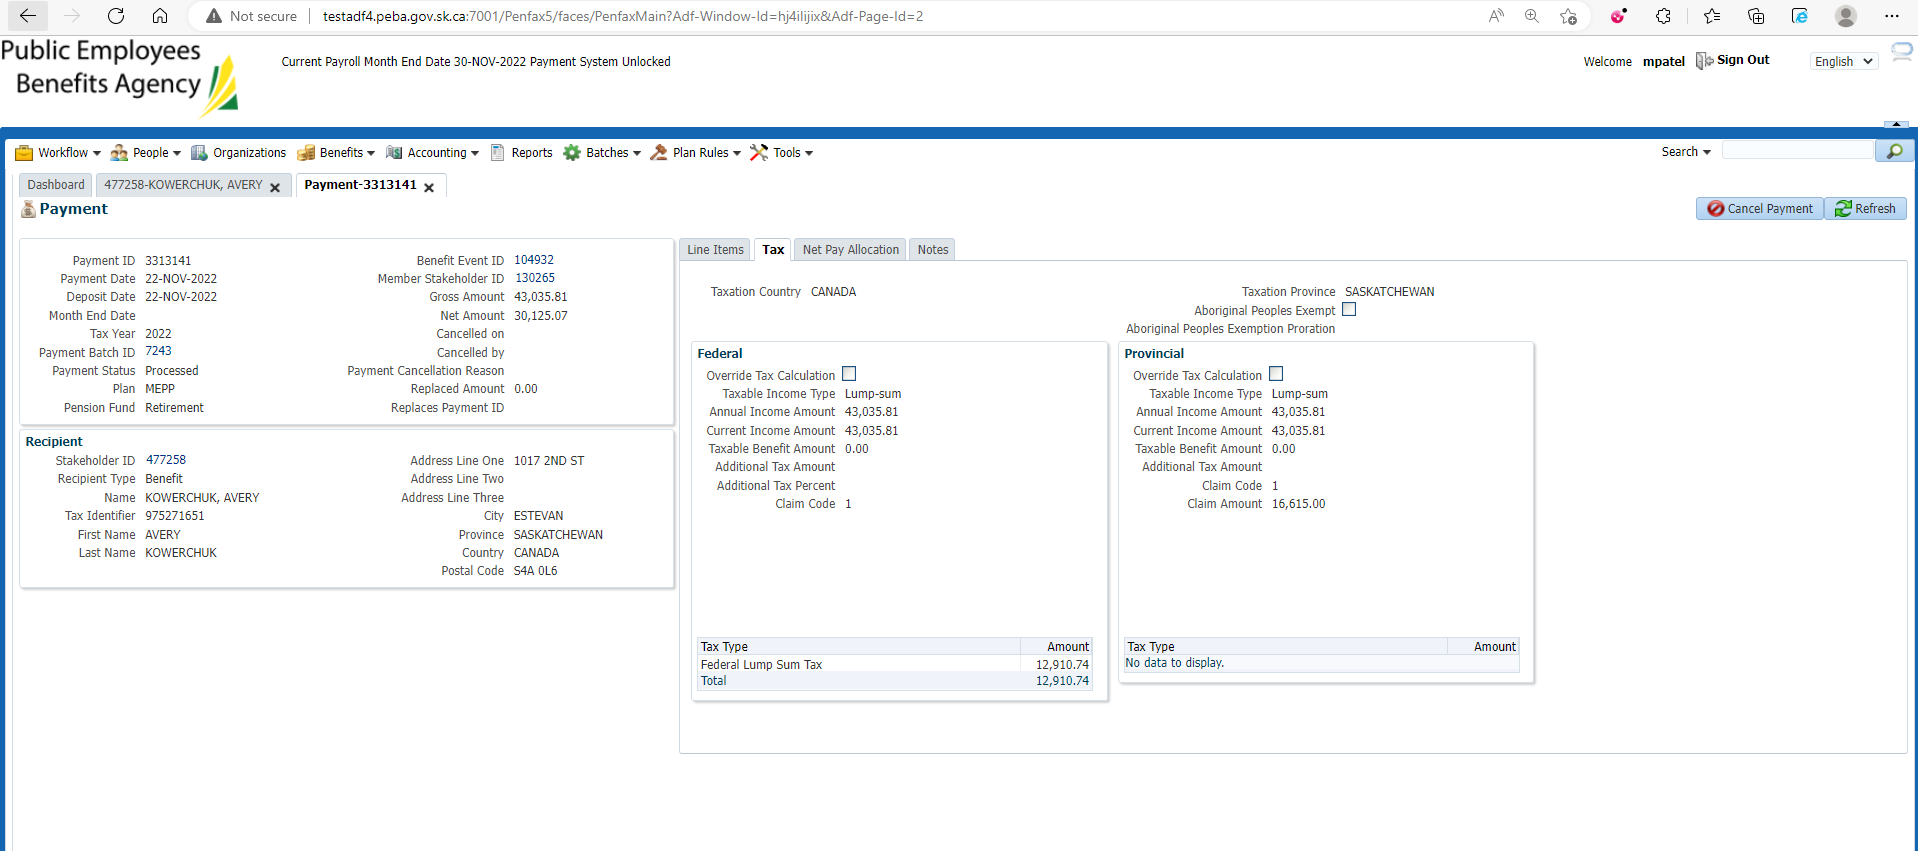 Not secure testadf4.peba.gov.sk.ca:7001/Penfax5/faces/PenfaxMain?Adf-Window-Id=hj4ilijix&Adf-Page-Id=2
Public Employees
Benefits Agency
Current Payroll Month End Date 30-NOV-2022 Payment System Unlocked
Welcome mpatel Sign Out English
Workflow People Organizations Benefits Accounting Reports Batches Plan Rules Tools Search
Dashboard 477258-KOWERCHUK, AVERY Payment-3313141
Payment
Cancel Payment Refresh
Payment ID 3313141 Benefit Event ID 104932
Payment Date 22-NOV-2022 Member Stakeholder ID 130265
Deposit Date 22-NOV-2022 Gross Amount 43,035.81
Month End Date Net Amount 30,125.07
Tax Year 2022 Cancelled on
Payment Batch ID 7243 Cancelled by
Payment Status Processed Payment Cancellation Reason
Plan MEPP Replaced Amount 0.00
Pension Fund Retirement Replaces Payment ID
Recipient
Stakeholder ID 477258 Address Line One 1017 2ND ST
Recipient Type Benefit Address Line Two
Name KOWERCHUK, AVERY Address Line Three
Tax Identifier 975271651 City ESTEVAN
First Name AVERY Province SASKATCHEWAN
Last Name KOWERCHUK Country CANADA
Postal Code S4A 0L6
Line Items Tax Net Pay Allocation Notes
Taxation Country CANADA Taxation Province SASKATCHEWAN
Aboriginal Peoples Exempt
Aboriginal Peoples Exemption Proration
Federal
Override Tax Calculation
Taxable Income Type Lump-sum
Annual Income Amount 43,035.81
Current Income Amount 43,035.81
Taxable Benefit Amount 0.00
Additional Tax Amount
Additional Tax Percent
Claim Code 1
Tax Type Amount
Federal Lump Sum Tax 12,910.74
Total 12,910.74
Provincial
Override Tax Calculation
Taxable Income Type Lump-sum
Annual Income Amount 43,035.81
Current Income Amount 43,035.81
Taxable Benefit Amount 0.00
Additional Tax Amount
Claim Code 1
Claim Amount 16,615.00
Tax Type Amount
No data to display.